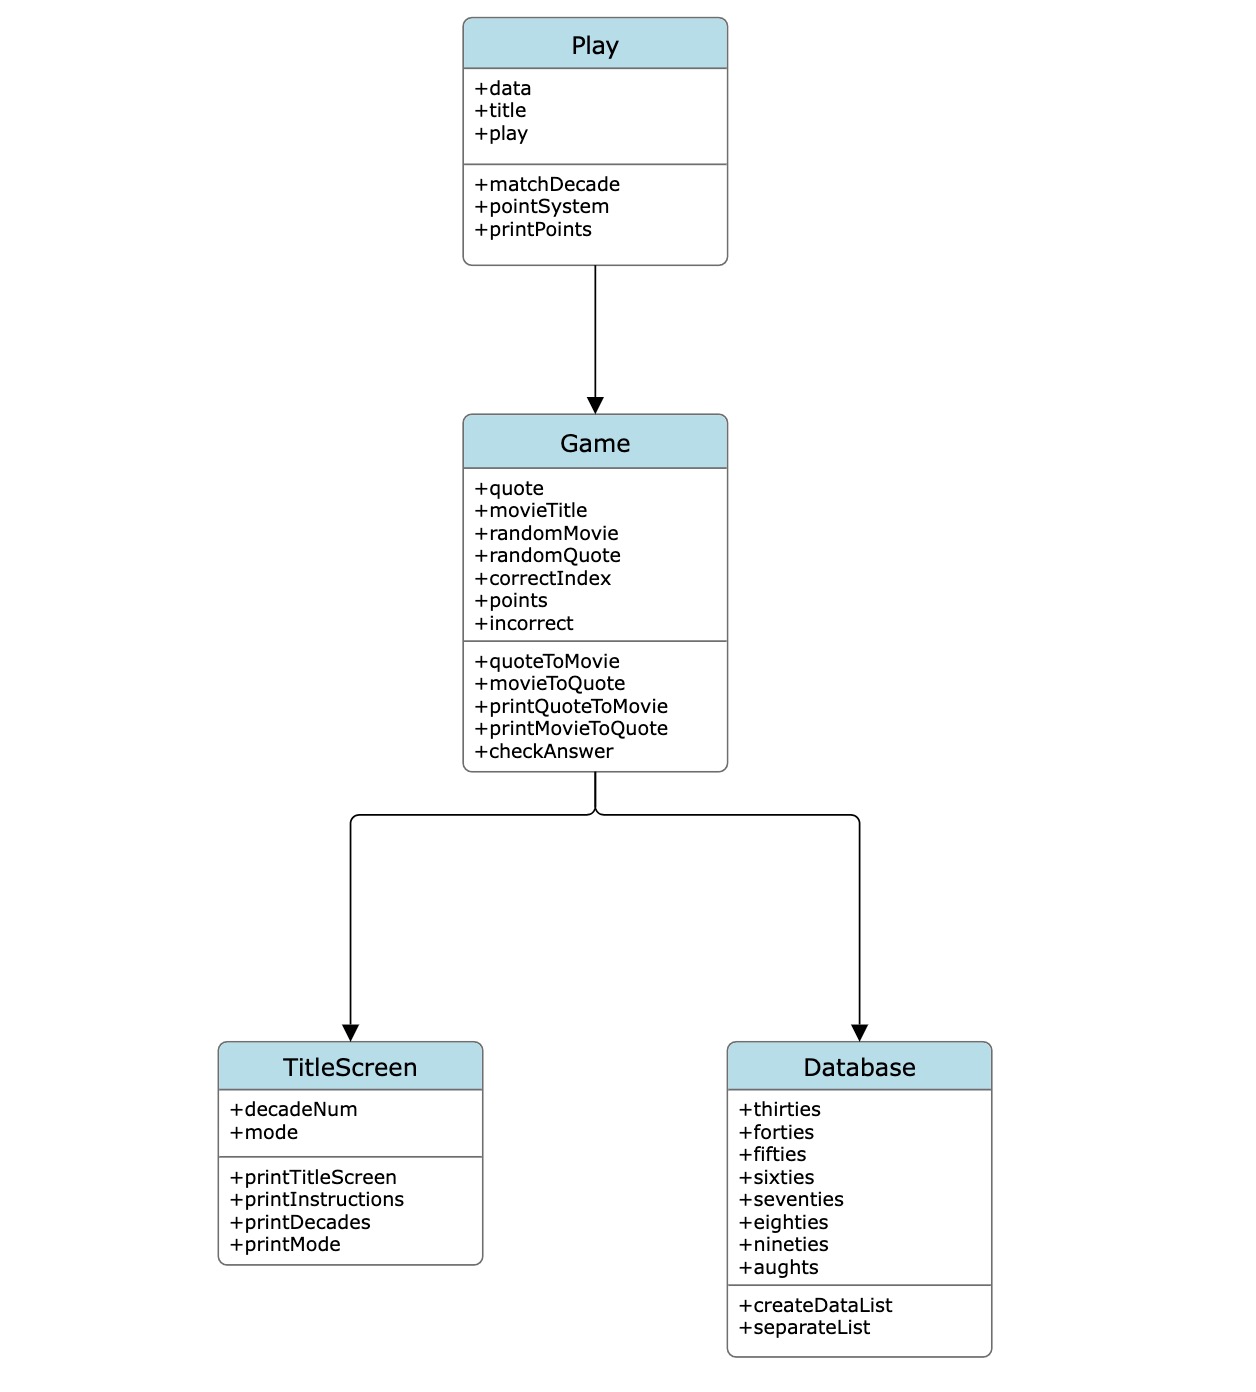 Play
+data
+title
+play
+matchDecade
+pointSystem
+printPoints
Game
+quote
+movieTitle
+randomMovie
+randomQuote
+correctIndex
+points
+incorrect
+quoteToMovie
+movieToQuote
+printQuoteToMovie
+printMovieToQuote
+checkAnswer
TitleScreen
+decadeNum
+mode
+printTitleScreen
+printInstructions
+printDecades
+printMode
Database
+thirties
+forties
+fifties
+sixties
+seventies
+eighties
+nineties
+aughts
+createDataList
+separateList